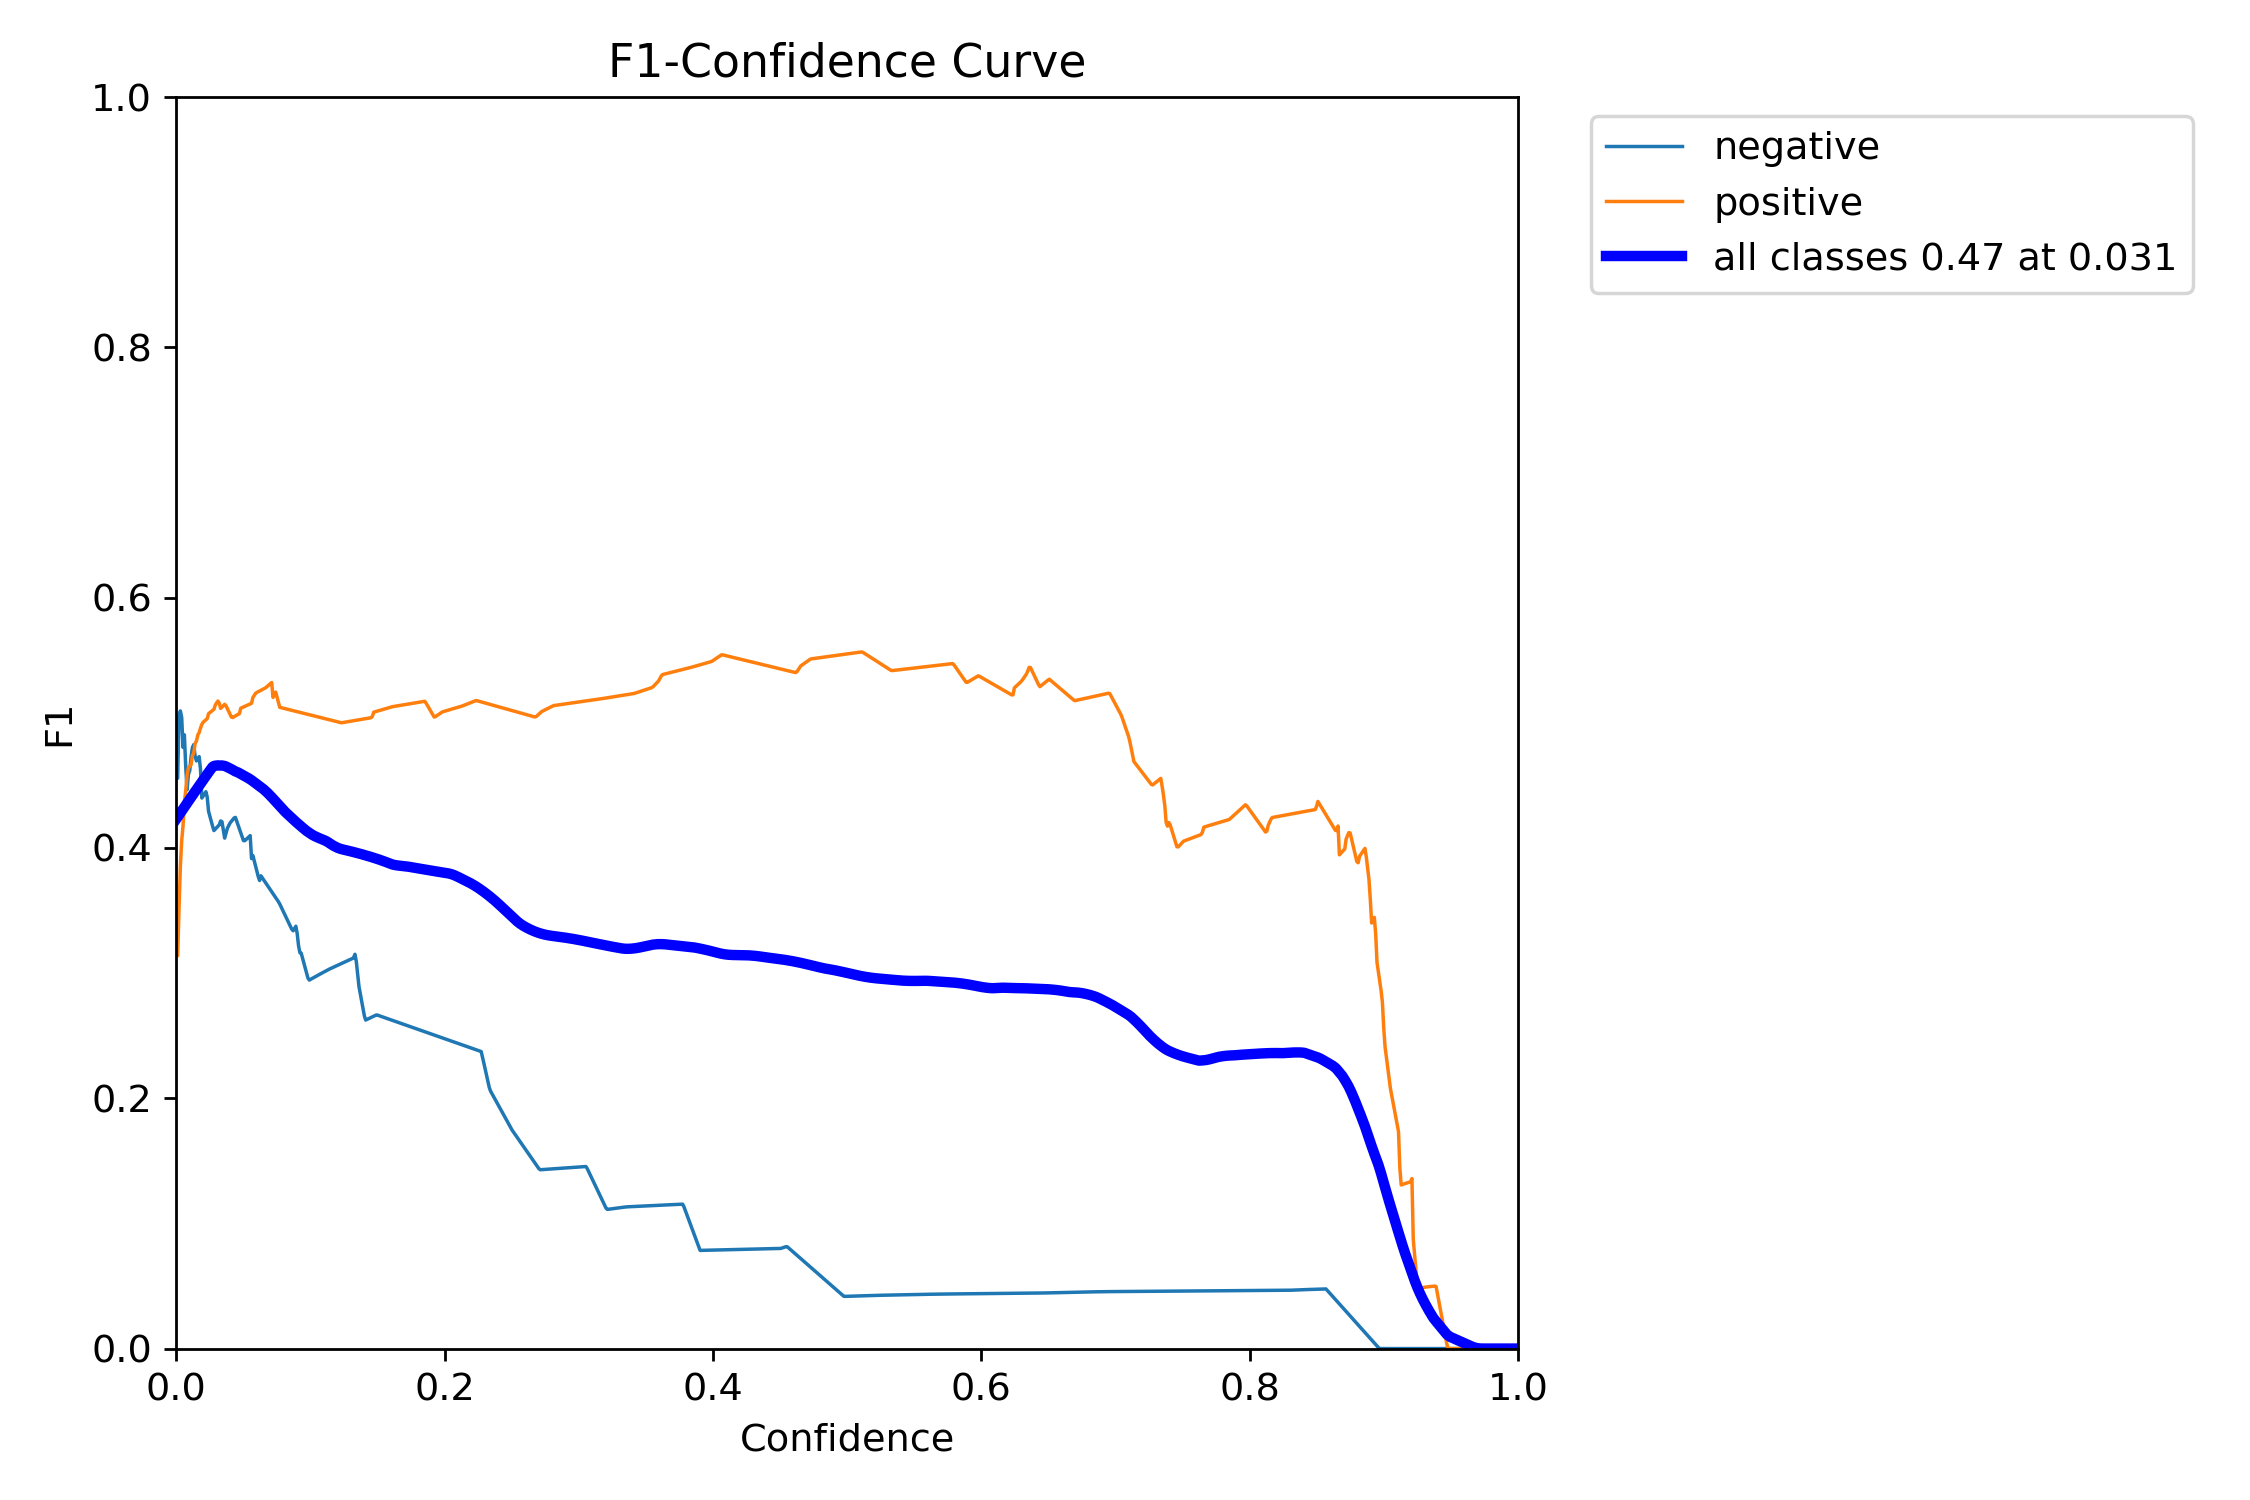 F1-Confidence Curve
1.0
0.8
0.6
0.4
0.2
0.0
F1
0.0 0.2 0.4 0.6 0.8 1.0
Confidence
negative
positive
all classes 0.47 at 0.031